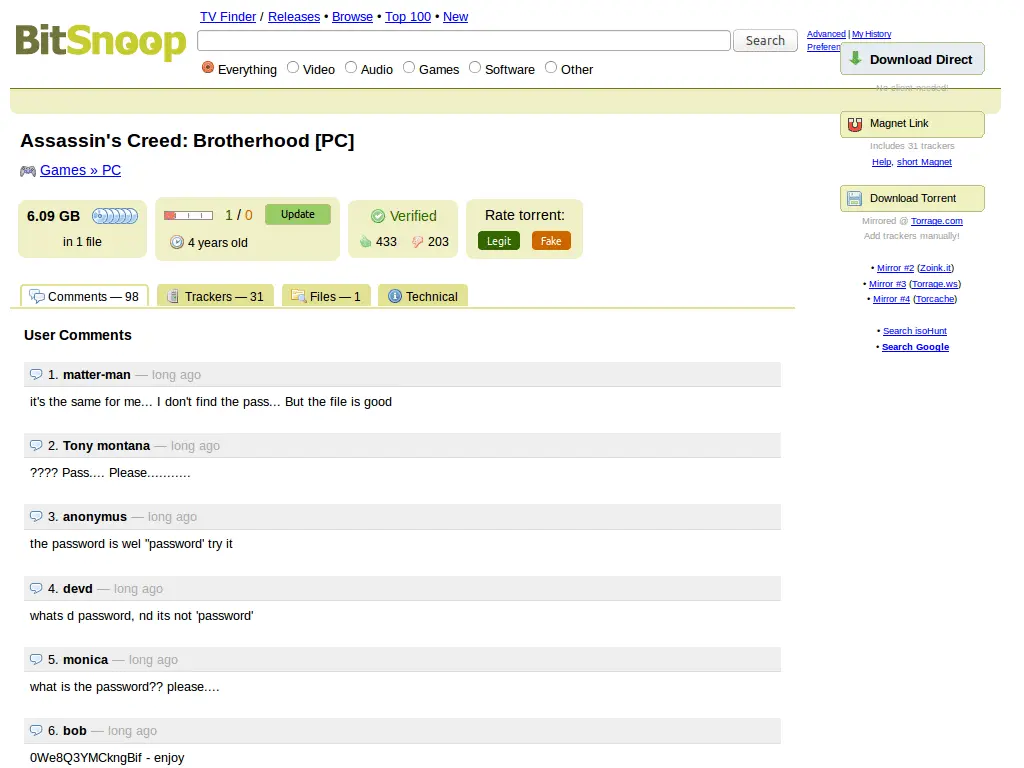 BitSnoop
TV Finder / Releases • Browse • Top 100 • New
Search
Advanced | My History
Preferen
Everything Video Audio Games Software Other
Download Direct
No client needed!
Assassin's Creed: Brotherhood [PC]
Games » PC
Magnet Link
Includes 31 trackers
Help, short Magnet
6.09 GB
in 1 file
1 / 0 Update
4 years old
Verified
433 203
Rate torrent:
Legit Fake
Download Torrent
Mirrored @ Torrage.com
Add trackers manually!
• Mirror #2 (Zoink.it)
• Mirror #3 (Torrage.ws)
• Mirror #4 (Torcache)
• Search isoHunt
• Search Google
Comments — 98 Trackers — 31 Files — 1 Technical
User Comments
1. matter-man — long ago
it's the same for me... I don't find the pass... But the file is good
2. Tony montana — long ago
???? Pass.... Please...........
3. anonymus — long ago
the password is wel "password' try it
4. devd — long ago
whats d password, nd its not 'password'
5. monica — long ago
what is the password?? please....
6. bob — long ago
0We8Q3YMCkngBif - enjoy